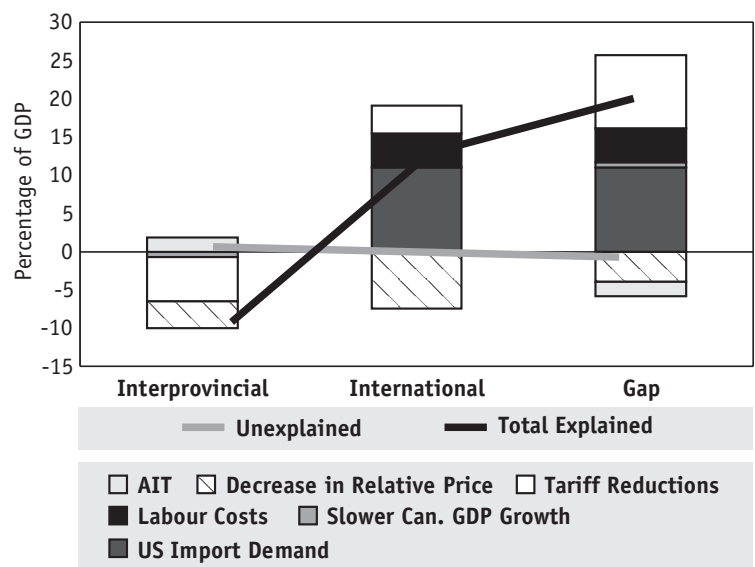 30
25
20
15
10
5
0
-5
-10
-15
Percentage of GDP
Interprovincial International Gap
Unexplained Total Explained
AIT Decrease in Relative Price Tariff Reductions
Labour Costs Slower Can. GDP Growth
US Import Demand